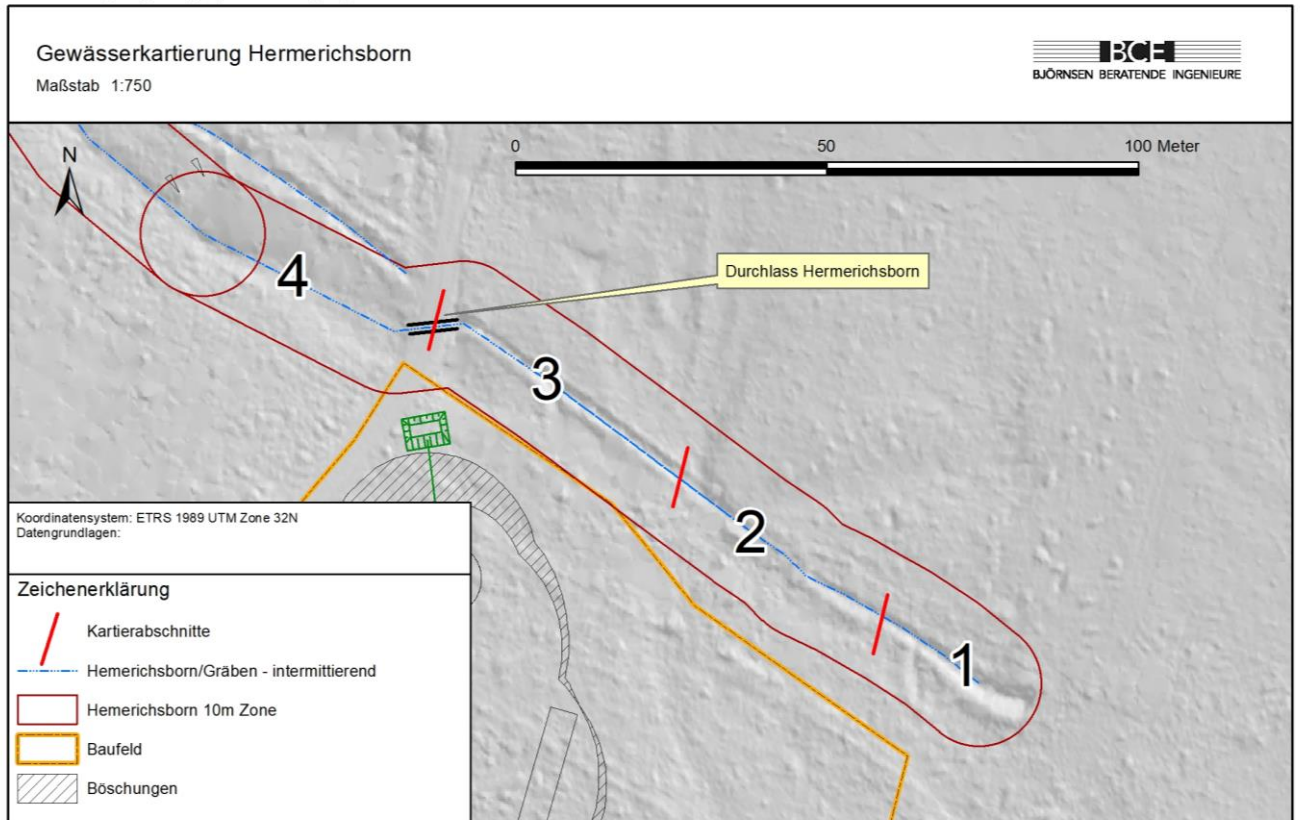 Gewässerkartierung Hermerichsborn
Maßstab 1:750
BCE
BJÖRNSEN BERATENDE INGENIEURE
N
0 50 100 Meter
Durchlass Hermerichsborn
4
3
2
1
Koordinatensystem: ETRS 1989 UTM Zone 32N
Datengrundlagen:
Zeichenerklärung
Kartierabschnitte
Hemerichsborn/Gräben - intermittierend
Hemerichsborn 10m Zone
Baufeld
Böschungen